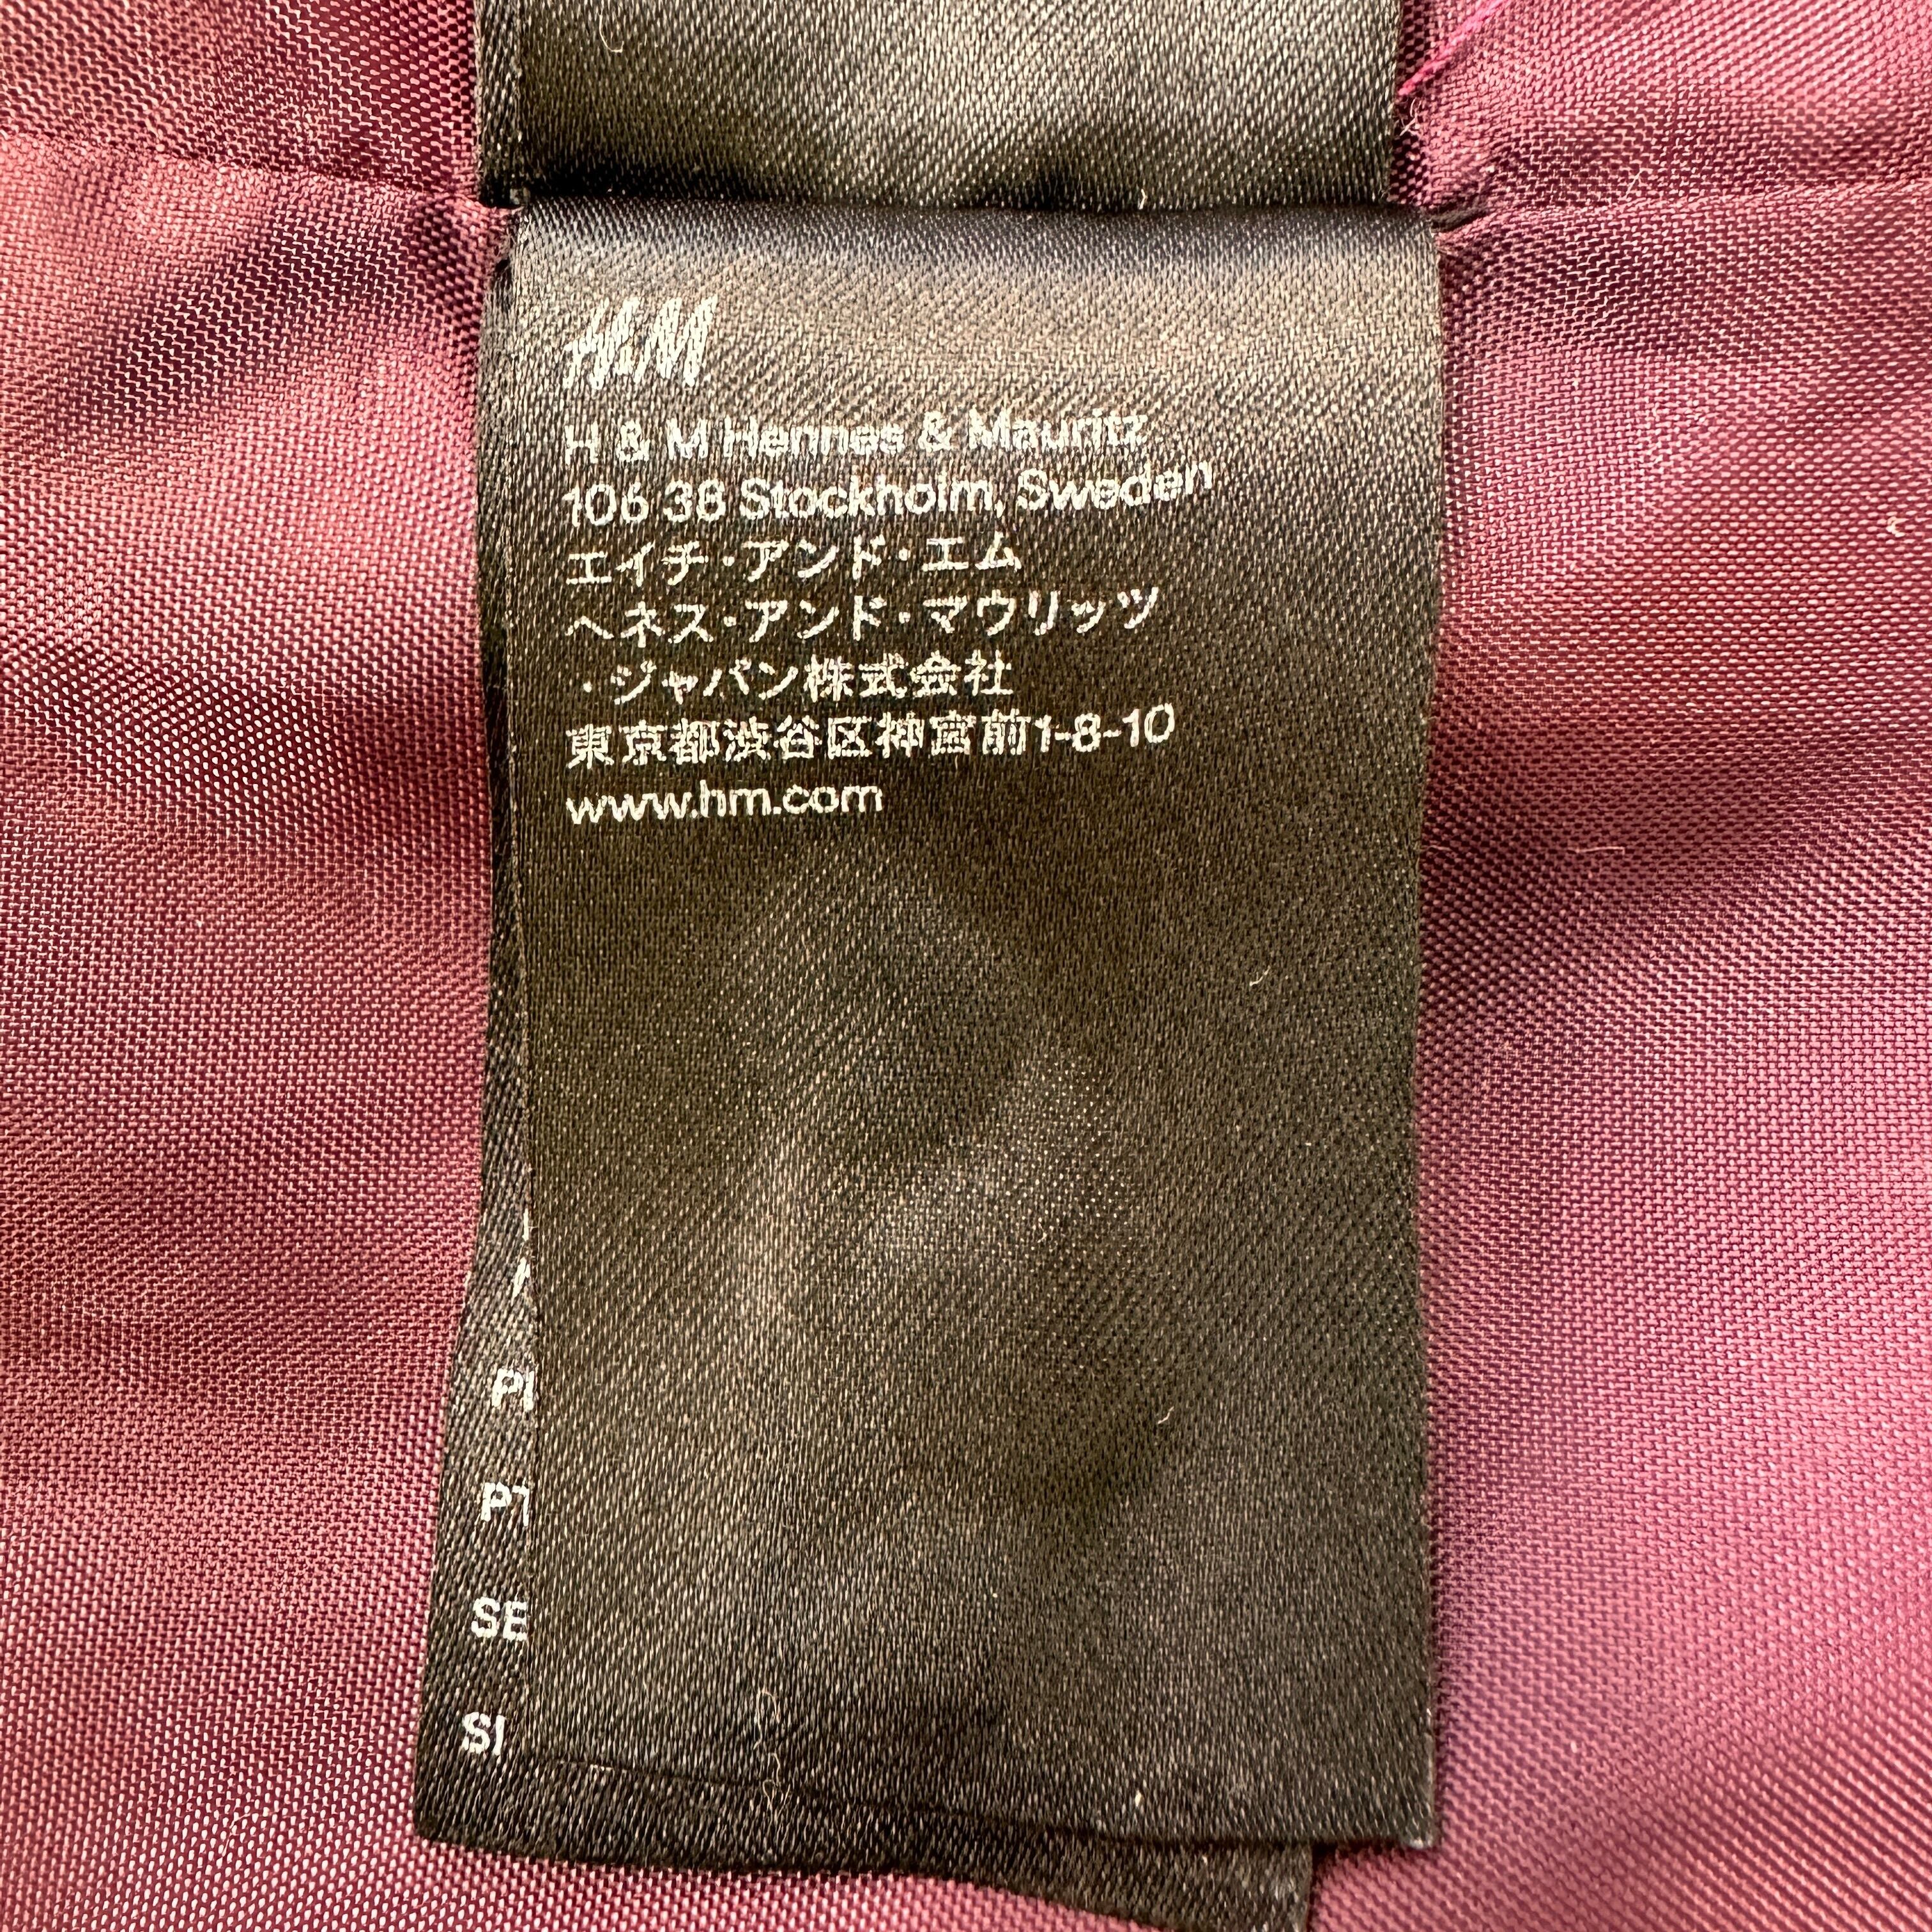 H&M
H & M Hennes & Mauritz
106 38 Stockholm, Sweden
エイチ・アンド・エム
ヘネス・アンド・マウリッツ
・ジャパン株式会社
東京都渋谷区神宮前1-8-10
www.hm.com
PT
SE
SI